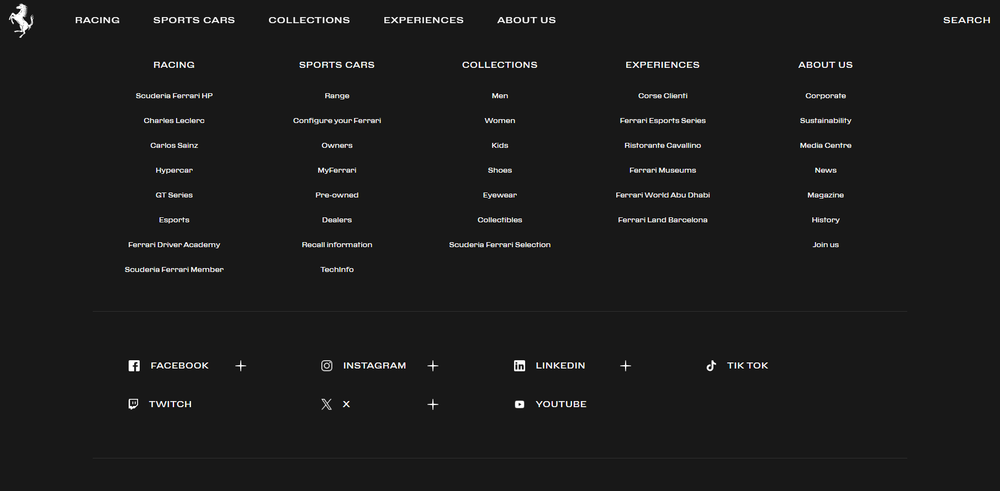 RACING SPORTS CARS COLLECTIONS EXPERIENCES ABOUT US SEARCH
RACING
Scuderia Ferrari HP
Charles Leclerc
Carlos Sainz
Hypercar
GT Series
Esports
Ferrari Driver Academy
Scuderia Ferrari Member
SPORTS CARS
Range
Configure your Ferrari
Owners
MyFerrari
Pre-owned
Dealers
Recall information
TechInfo
COLLECTIONS
Men
Women
Kids
Shoes
Eyewear
Collectibles
Scuderia Ferrari Selection
EXPERIENCES
Corse Clienti
Ferrari Esports Series
Ristorante Cavallino
Ferrari Museums
Ferrari World Abu Dhabi
Ferrari Land Barcelona
ABOUT US
Corporate
Sustainability
Media Centre
News
Magazine
History
Join us
FACEBOOK INSTAGRAM LINKEDIN TIK TOK
TWITCH X YOUTUBE